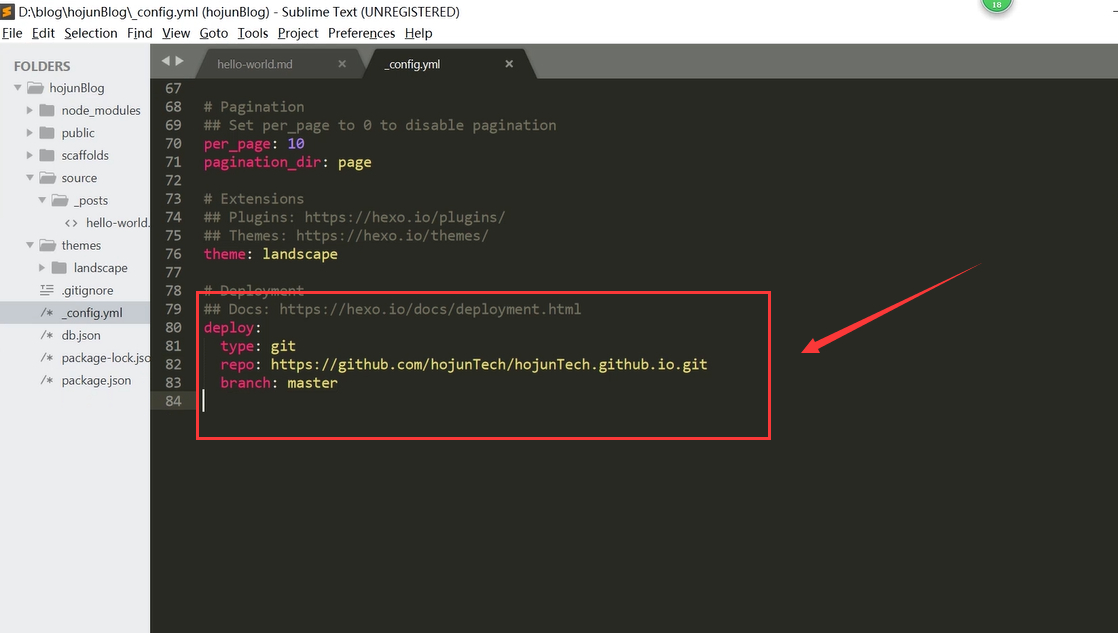 D:\blog\hojunBlog\_config.yml (hojunBlog) - Sublime Text (UNREGISTERED)
18
File Edit Selection Find View Goto Tools Project Preferences Help
FOLDERS
hojunBlog
node_modules
public
scaffolds
source
_posts
<> hello-world.
themes
landscape
.gitignore
/* _config.yml
/* db.json
/* package-lock.jso
/* package.json
hello-world.md
_config.yml
67
68 # Pagination
69 ## Set per_page to 0 to disable pagination
70 per_page: 10
71 pagination_dir: page
72
73 # Extensions
74 ## Plugins: https://hexo.io/plugins/
75 ## Themes: https://hexo.io/themes/
76 theme: landscape
77
78 # Deployment
79 ## Docs: https://hexo.io/docs/deployment.html
80 deploy:
81 type: git
82 repo: https://github.com/hojunTech/hojunTech.github.io.git
83 branch: master
84